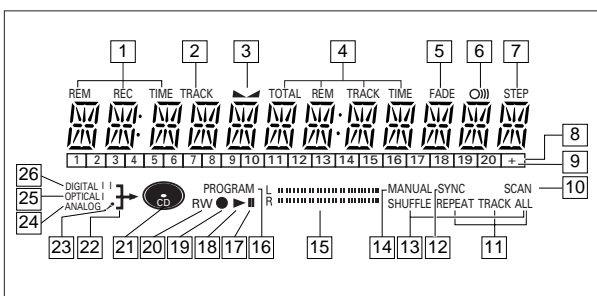 1 2 3 4 5 6 7
REM REC TIME TRACK TOTAL REM TRACK TIME FADE STEP
1 2 3 4 5 6 7 8 9 10 11 12 13 14 15 16 17 18 19 20 +
8
9
26 DIGITAL I I
25 OPTICAL I
24 ANALOG
CD
PROGRAM
RW
L
R
MANUAL SYNC SCAN
SHUFFLE REPEAT TRACK ALL
10
23 22 21 20 19 18 17 16 15 14 13 12 11